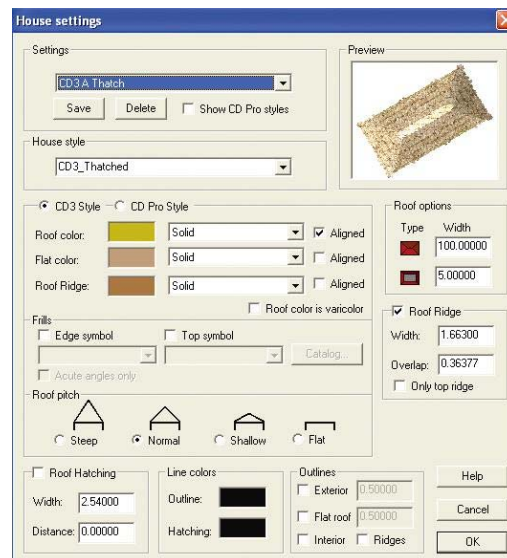 House settings
Settings
CD3 A Thatch
Save Delete Show CD Pro styles
Preview
House style
CD3_Thatched
CD3 Style CD Pro Style
Roof color: Solid Aligned
Flat color: Solid Aligned
Roof Ridge: Solid Aligned
Roof color is varicolor
Roof options
Type Width
100.00000
5.00000
Roof Ridge
Width: 1.66300
Overlap: 0.36377
Only top ridge
Frills
Edge symbol Top symbol
Catalog...
Acute angles only
Roof pitch
Steep Normal Shallow Flat
Roof Hatching
Width: 2.54000
Distance: 0.00000
Line colors
Outline:
Hatching:
Outlines
Exterior 0.50000
Flat roof 0.50000
Interior Ridges
Help
Cancel
OK